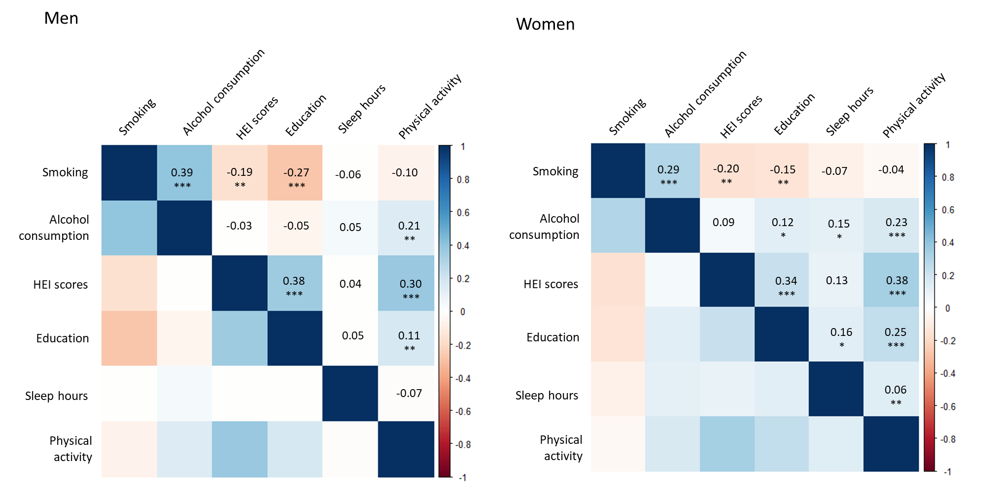 Men
Smoking
Alcohol consumption
HEI scores
Education
Sleep hours
Physical activity
Smoking
0.39
-0.19
-0.27
-0.06
-0.10
***
**
***
Alcohol
consumption
-0.03
-0.05
0.05
0.21
**
HEI scores
0.38
0.04
0.30
***
***
Education
0.05
0.11
**
Sleep hours
-0.07
Physical
activity
1
0.8
0.6
0.4
0.2
0
-0.2
-0.4
-0.6
-0.8
-1
Women
Smoking
Alcohol consumption
HEI scores
Education
Sleep hours
Physical activity
Smoking
0.29
-0.20
-0.15
-0.07
-0.04
***
**
**
Alcohol
consumption
0.09
0.12
0.15
0.23
*
*
***
HEI scores
0.34
0.13
0.38
***
***
Education
0.16
0.25
*
***
Sleep hours
0.06
**
Physical
activity
1
0.8
0.6
0.4
0.2
0
-0.2
-0.4
-0.6
-0.8
-1